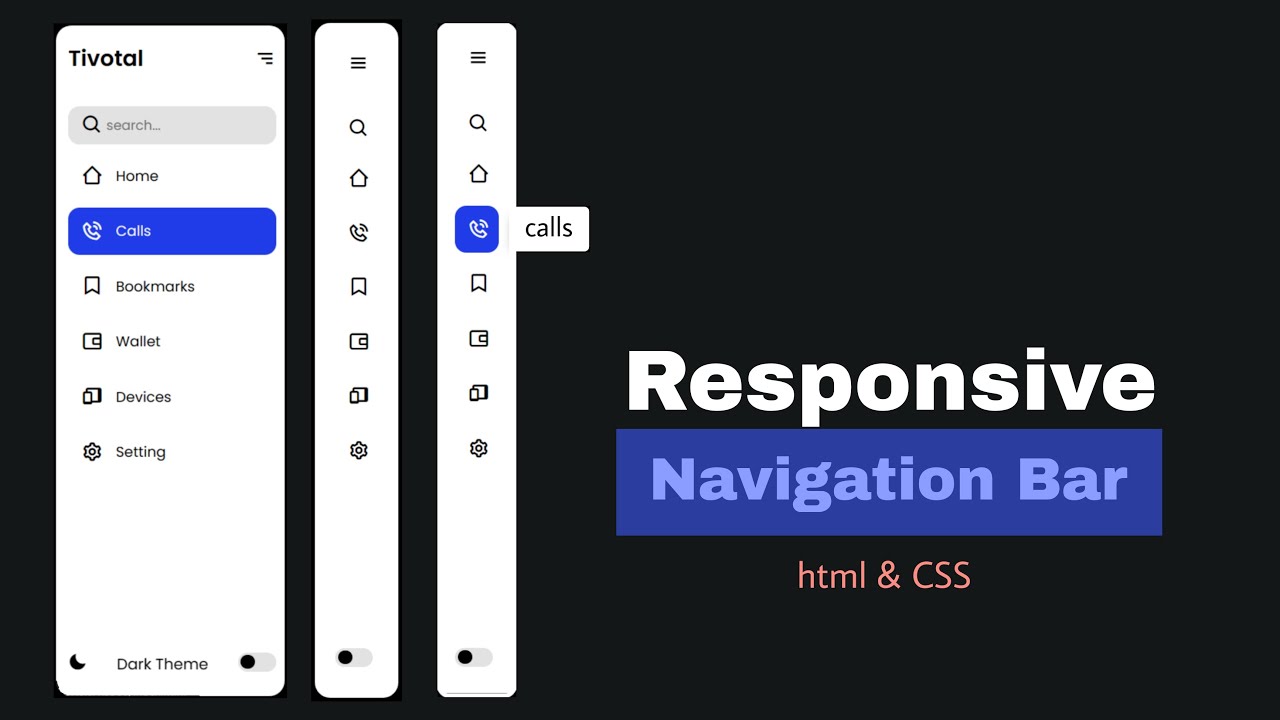 Tivotal
search...
Home
Calls
Bookmarks
Wallet
Devices
Setting
Dark Theme
calls
Responsive
Navigation Bar
html & CSS